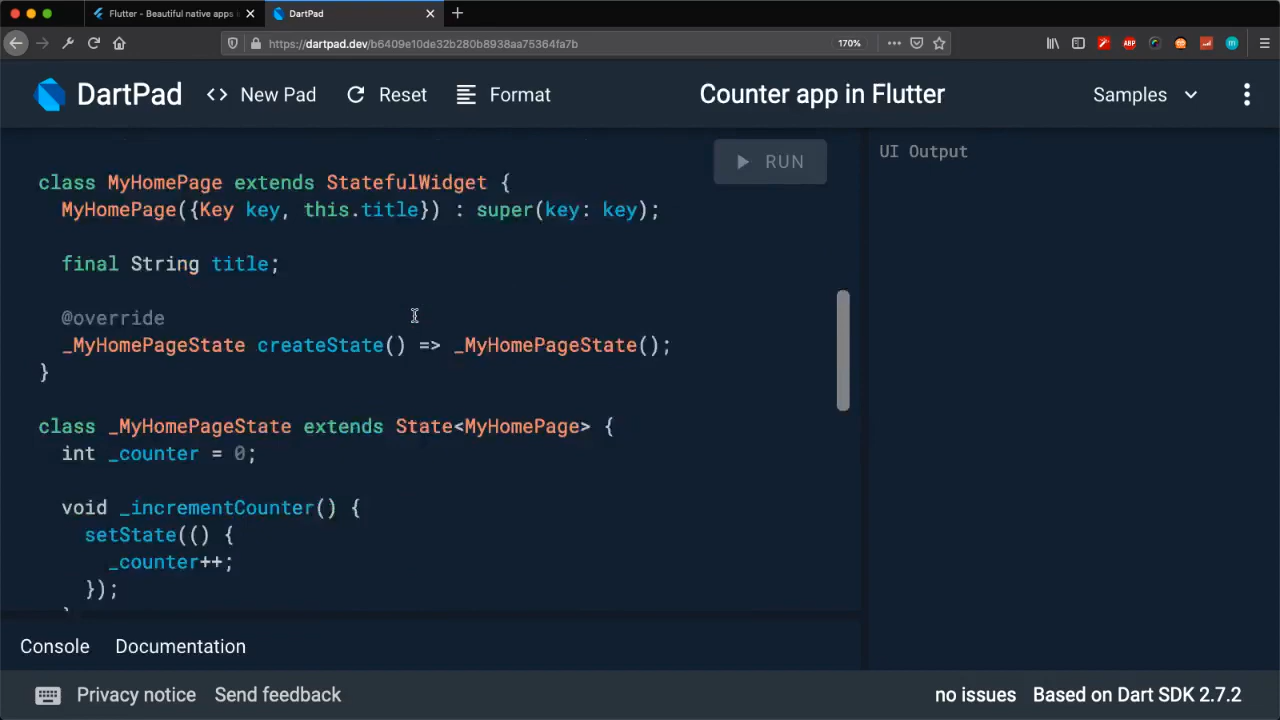 Flutter - Beautiful native apps
DartPad
https://dartpad.dev/b6409e10de32b280b8938aa75364fa7b
170%
ABP
DartPad
<> New Pad
Reset
Format
Counter app in Flutter
Samples
class MyHomePage extends StatefulWidget {
MyHomePage({Key key, this.title}) : super(key: key);
final String title;
@override
_MyHomePageState createState() => _MyHomePageState();
}
class _MyHomePageState extends State<MyHomePage> {
int _counter = 0;
void _incrementCounter() {
setState(() {
_counter++;
});
RUN
UI Output
Console
Documentation
Privacy notice
Send feedback
no issues
Based on Dart SDK 2.7.2